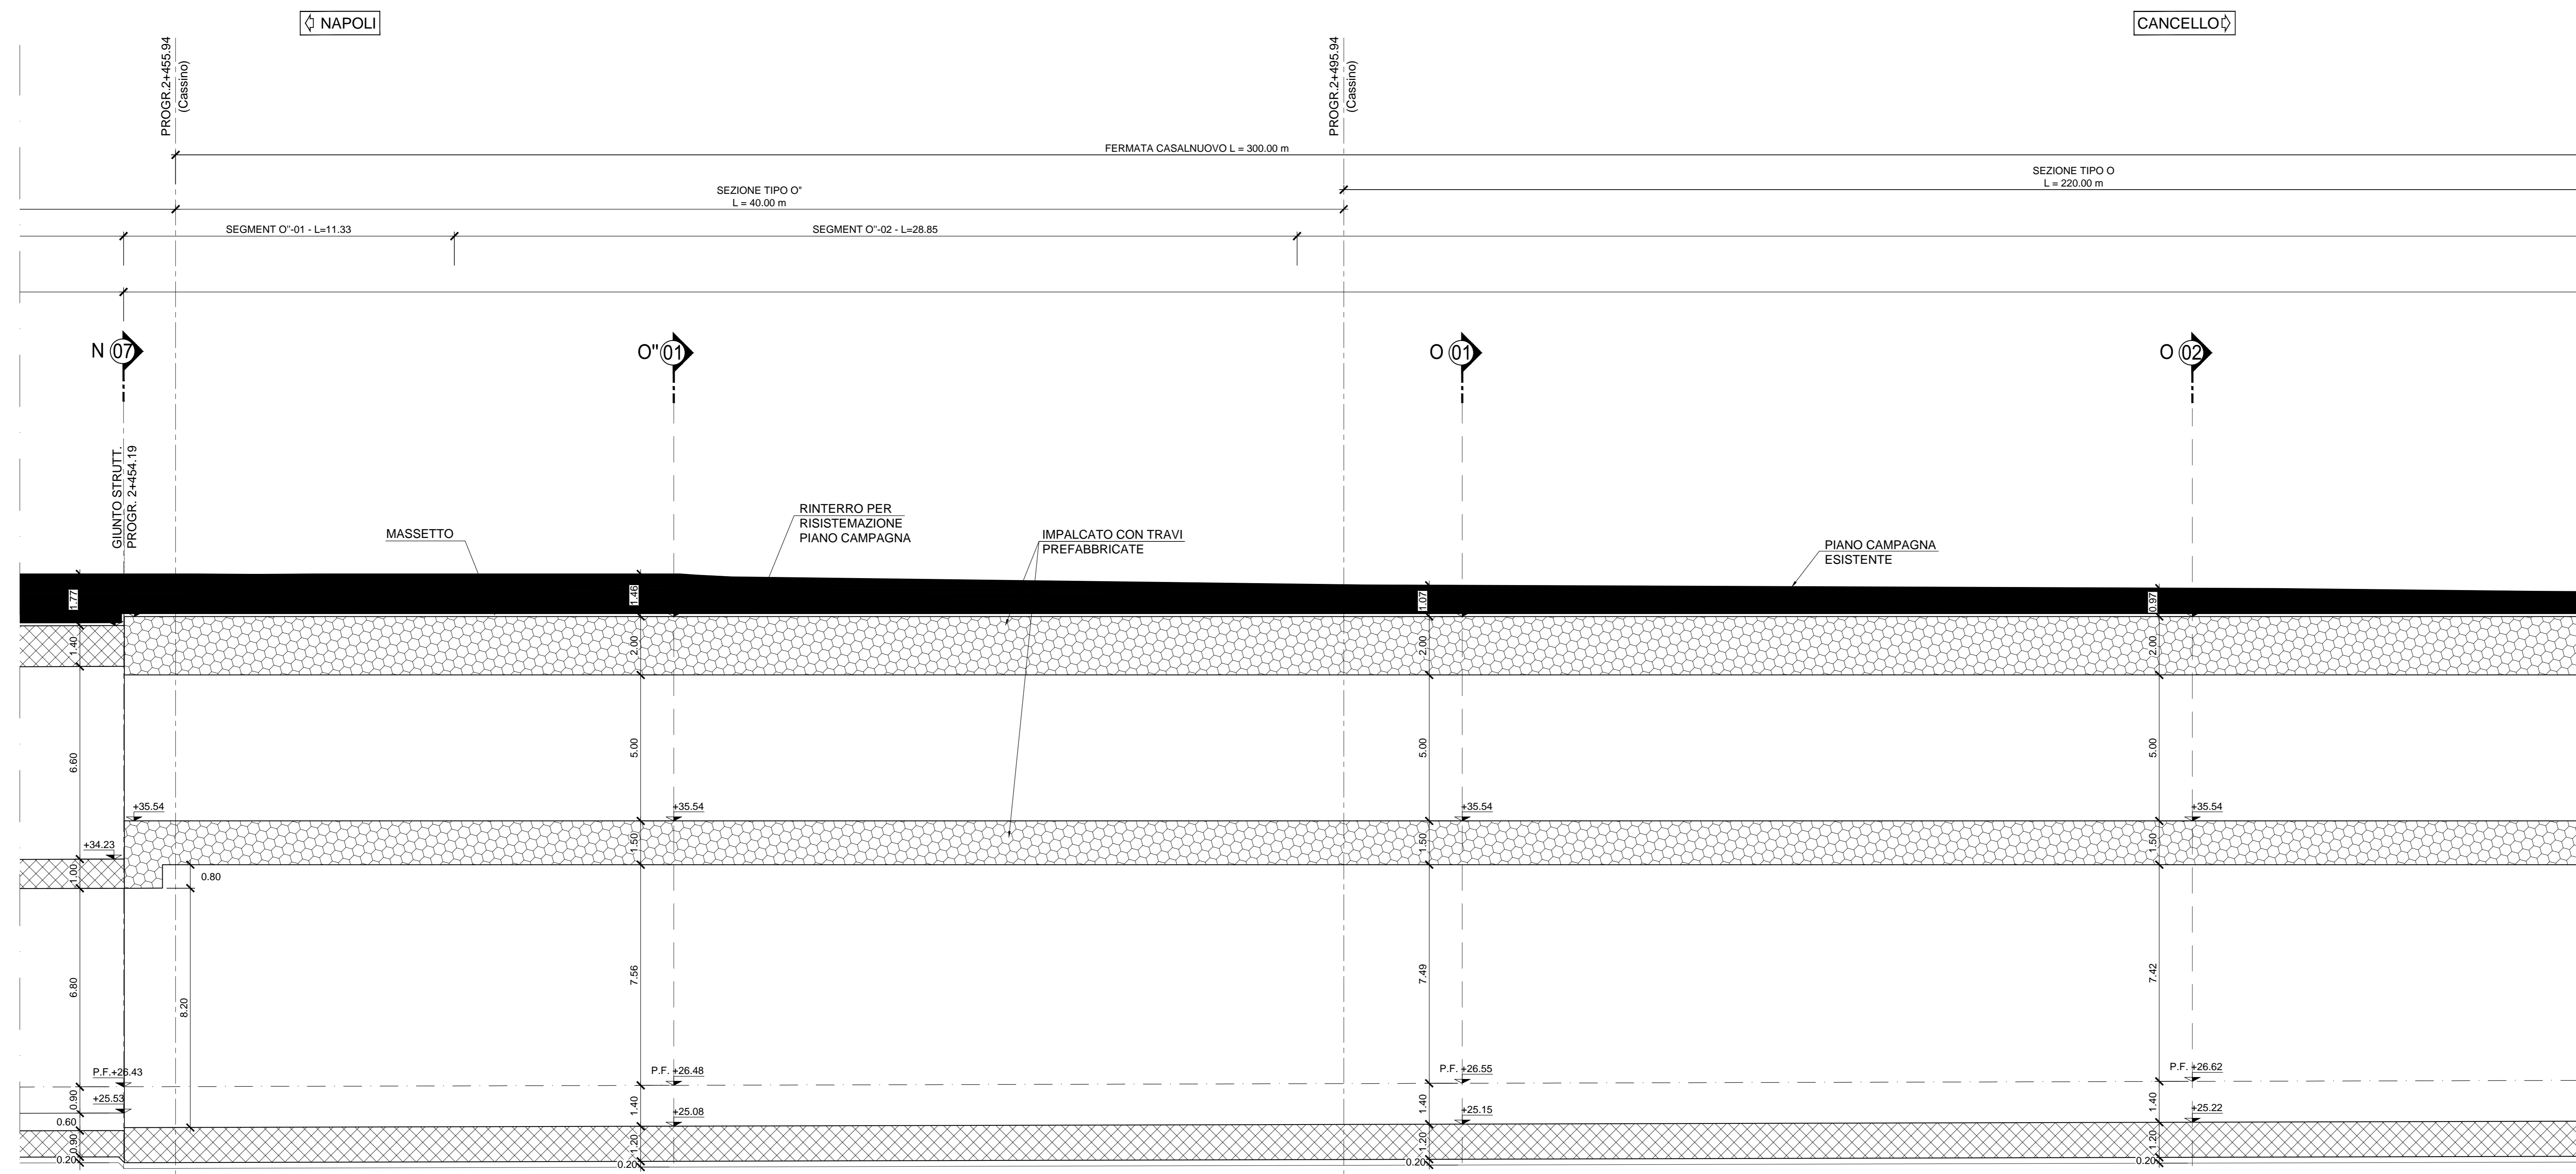 NAPOLI
CANCELLO
PROGR.2+455.94
(Cassino)
PROGR.2+495.94
(Cassino)
FERMATA CASALNUOVO L = 300.00 m
SEZIONE TIPO O"
L = 40.00 m
SEZIONE TIPO O
L = 220.00 m
SEGMENT O"-01 - L=11.33
SEGMENT O"-02 - L=28.85
N 07
O" 01
O 01
O 02
GIUNTO STRUTT.
PROGR. 2+454.19
MASSETTO
RINTERRO PER
RISISTEMAZIONE
PIANO CAMPAGNA
IMPALCATO CON TRAVI
PREFABBRICATE
PIANO CAMPAGNA
ESISTENTE
1.77
1.46
1.07
0.97
1.40
2.00
2.00
2.00
6.60
5.00
5.00
5.00
+35.54
+35.54
+35.54
+35.54
+34.23
1.50
1.50
1.50
1.00
0.80
6.80
8.20
7.56
7.49
7.42
P.F.+26.43
P.F. +26.48
P.F. +26.55
P.F. +26.62
0.90
+25.53
1.40
+25.08
1.40
+25.15
1.40
+25.22
0.60
0.90
1.20
1.20
1.20
0.20
0.20
0.20
0.20